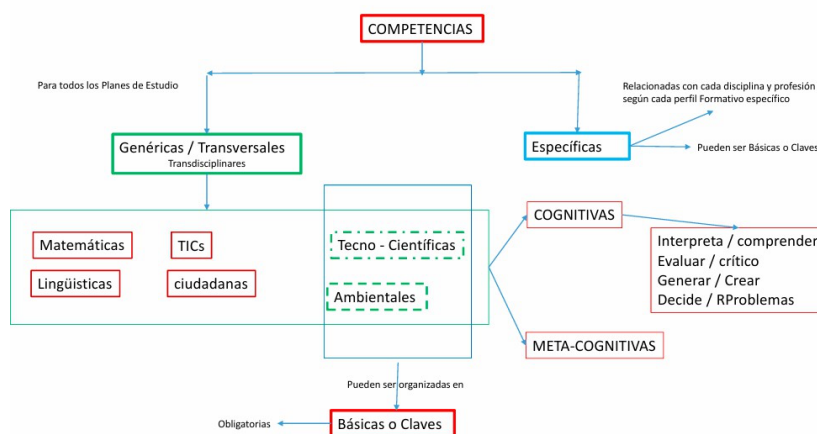 COMPETENCIAS
Para todos los Planes de Estudio
Relacionadas con cada disciplina y profesión
según cada perfil Formativo específico
Genéricas / Transversales
Transdisciplinares
Específicas
Pueden ser Básicas o Claves
COGNITIVAS
Matemáticas
TICs
Tecno - Científicas
Interpreta / comprender
Evaluar / crítico
Generar / Crear
Decide / RProblemas
Lingüisticas
ciudadanas
Ambientales
META-COGNITIVAS
Pueden ser organizadas en
Obligatorias
Básicas o Claves